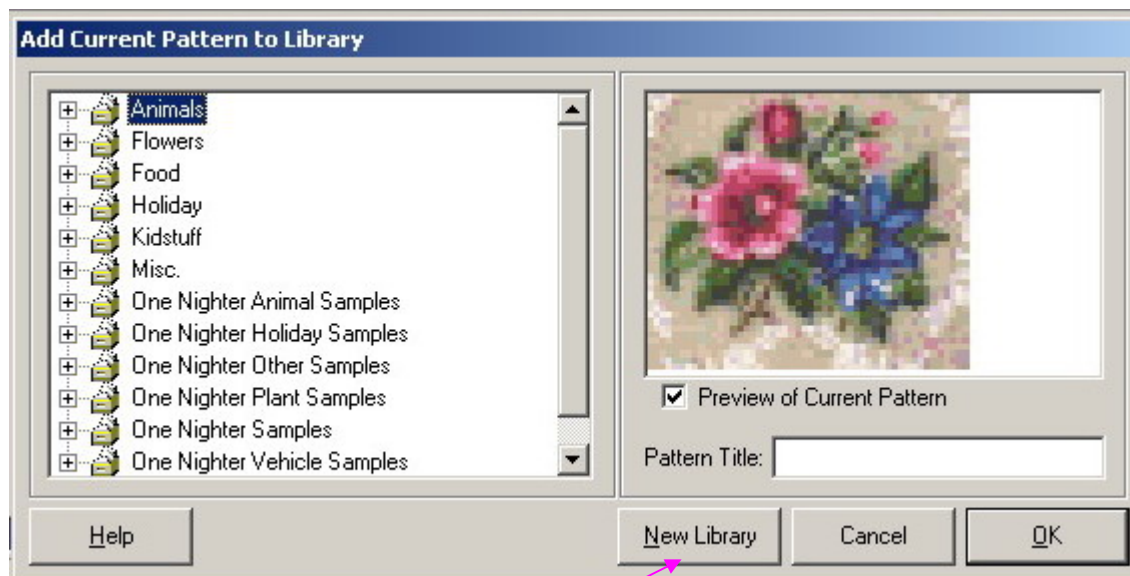 Add Current Pattern to Library
Animals
Flowers
Food
Holiday
Kidstuff
Misc.
One Nighter Animal Samples
One Nighter Holiday Samples
One Nighter Other Samples
One Nighter Plant Samples
One Nighter Samples
One Nighter Vehicle Samples
Preview of Current Pattern
Pattern Title:
Help
New Library
Cancel
OK